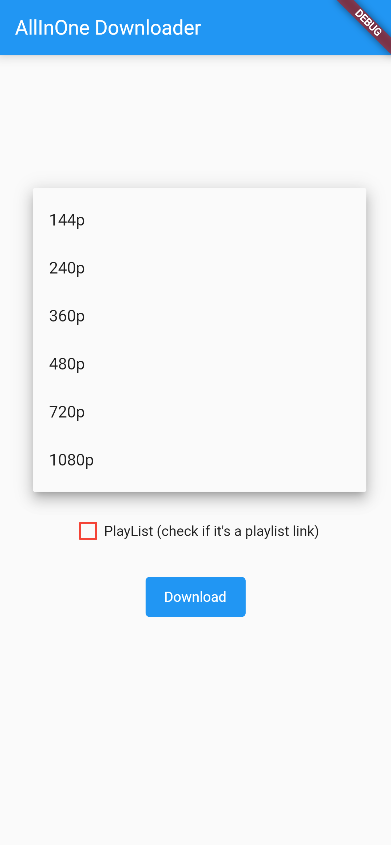 AllInOne Downloader
DEBUG
144p
240p
360p
480p
720p
1080p
PlayList (check if it's a playlist link)
Download